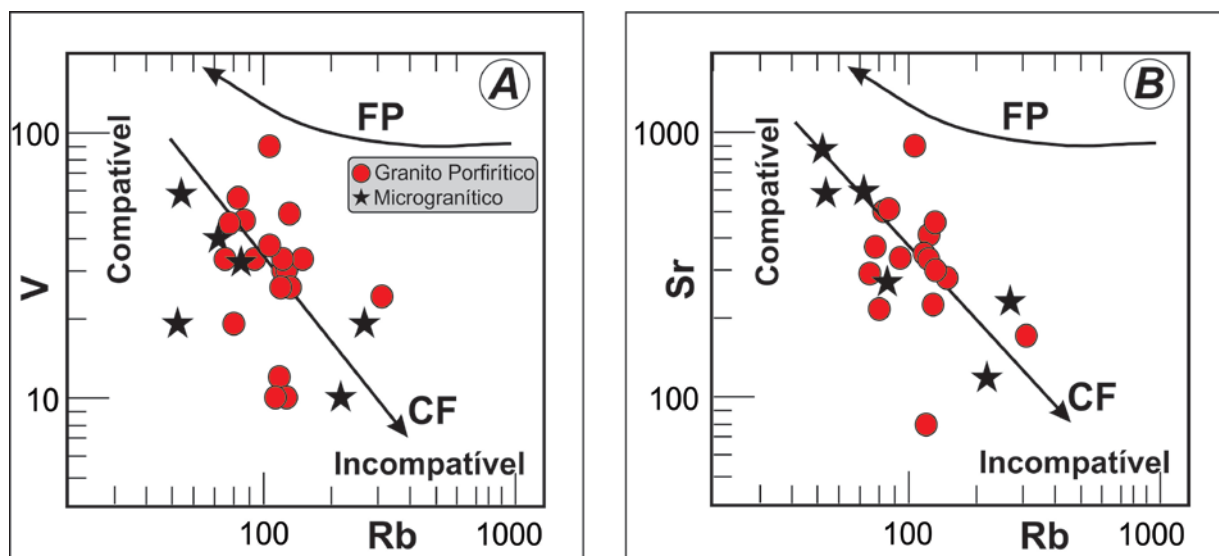 A
FP
100
Compatível
Granito Porfirítico
Microgranítico
V
10
CF
Incompatível
100
Rb
1000
B
FP
1000
Compatível
Sr
100
CF
Incompatível
100
Rb
1000